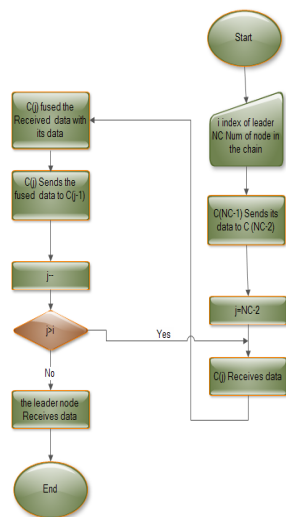 Start
i index of leader
NC Num of node in
the chain
C(NC-1) Sends its
data to C (NC-2)
j=NC-2
C(j) Receives data
C(j) fused the
Received data with
its data
C(j) Sends the
fused data to C(j-1)
j--
j>i
Yes
No
the leader node
Receives data
End